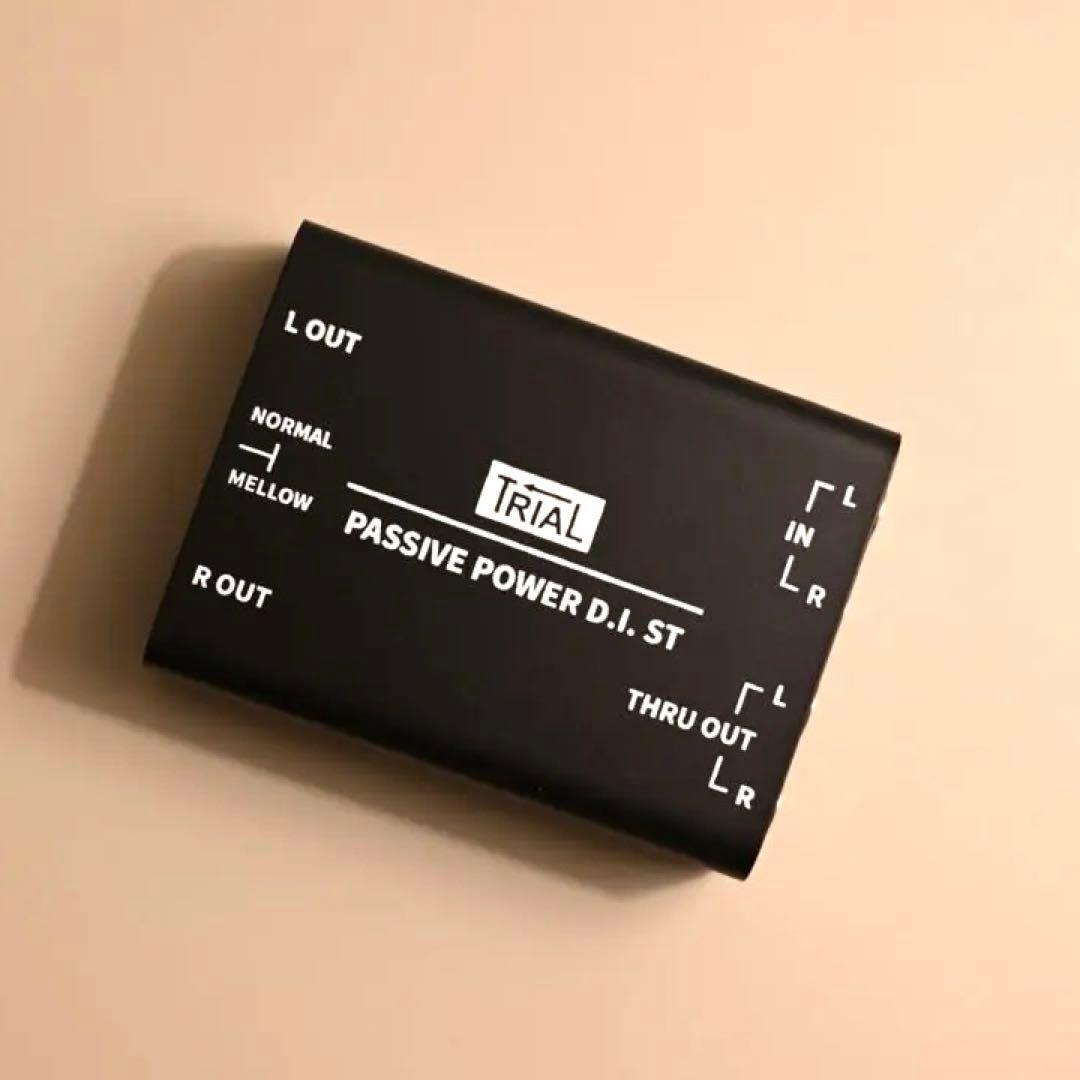 L OUT
NORMAL
MELLOW
R OUT
TRIAL
PASSIVE POWER D.I. ST
L
IN
R
L
THRU OUT
R